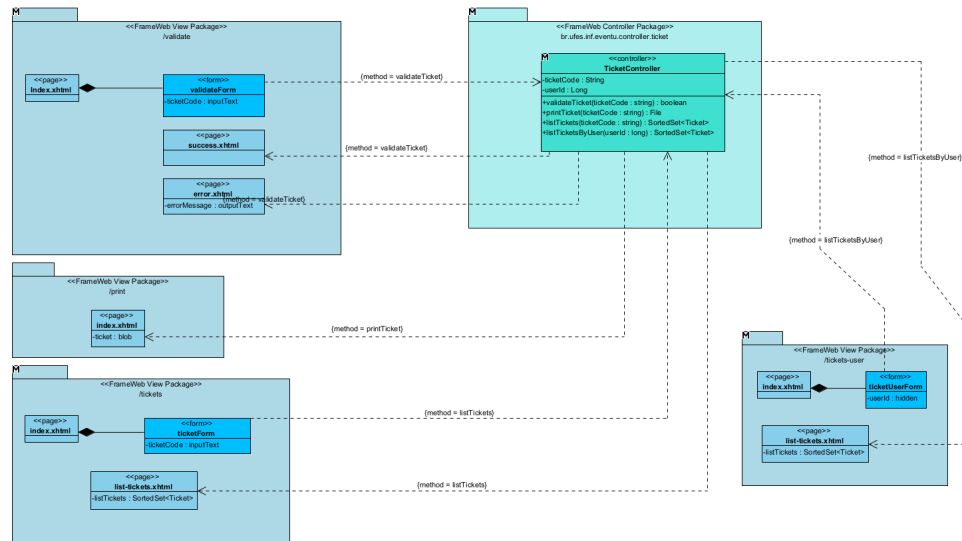 <<FrameWeb View Package>>
/validate
<<page>>
Index.xhtml
<<form>>
validateForm
-ticketCode : inputText
<<page>>
success.xhtml
<<page>>
error.xhtml
-errorMessage : outputText
{method = validateTicket}
{method = validateTicket}
{method = validateTicket}
<<FrameWeb Controller Package>>
br.ufes.inf.eventu.controller.ticket
<<controller>>
TicketController
-ticketCode : String
-userId : Long
+validateTicket(ticketCode : string) : boolean
+printTicket(ticketCode : string) : File
+listTickets(ticketCode : string) : SortedSet<Ticket>
+listTicketsByUser(userId : long) : SortedSet<Ticket>
{method = listTicketsByUser}
{method = listTicketsByUser}
<<FrameWeb View Package>>
/print
<<page>>
index.xhtml
-ticket : blob
{method = printTicket}
<<FrameWeb View Package>>
/tickets
<<page>>
index.xhtml
<<form>>
ticketForm
-ticketCode : inputText
<<page>>
list-tickets.xhtml
-listTickets : SortedSet<Ticket>
{method = listTickets}
{method = listTickets}
<<FrameWeb View Package>>
/tickets-user
<<page>>
index.xhtml
<<form>>
ticketUserForm
-userId : hidden
<<page>>
list-tickets.xhtml
-listTickets : SortedSet<Ticket>